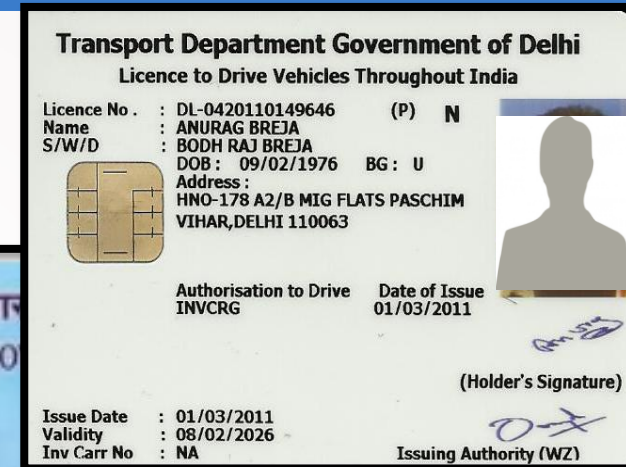 Transport Department Government of Delhi
Licence to Drive Vehicles Throughout India
Licence No. : DL-0420110149646 (P) N
Name : ANURAG BREJA
S/W/D : BODH RAJ BREJA
DOB: 09/02/1976 BG: U
Address:
HNO-178 A2/B MIG FLATS PASCHIM
VIHAR,DELHI 110063
Authorisation to Drive Date of Issue
INVCRG 01/03/2011
Anurag
(Holder's Signature)
Issue Date : 01/03/2011
Validity : 08/02/2026
Inv Carr No : NA
Issuing Authority (WZ)